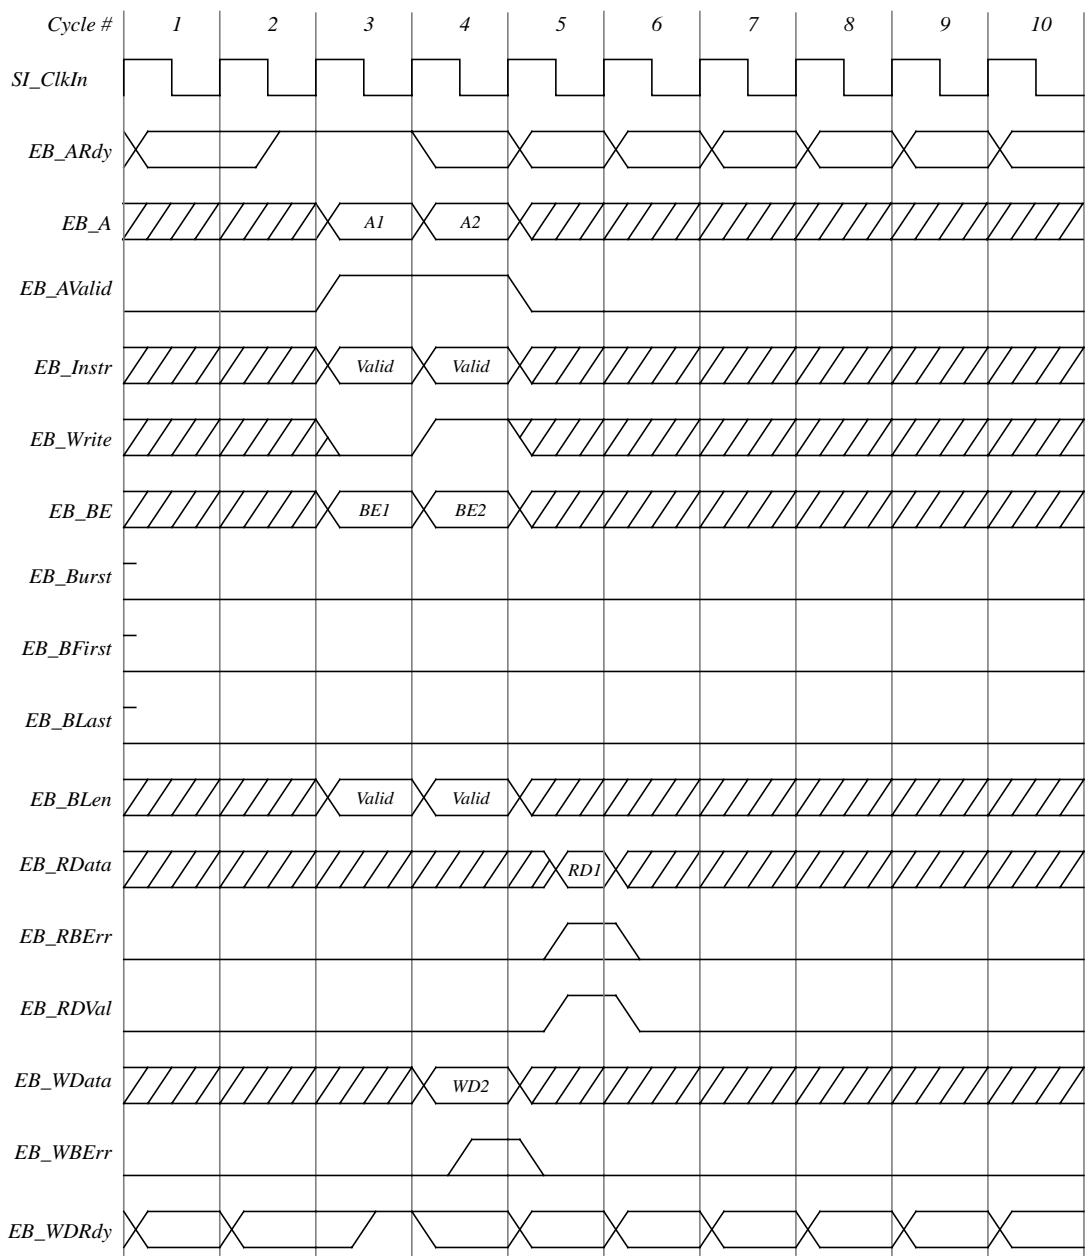 Cycle # 1 2 3 4 5 6 7 8 9 10
SI_ClkIn
EB_ARdy
EB_A A1 A2
EB_AValid
EB_Instr Valid Valid
EB_Write
EB_BE BE1 BE2
EB_Burst
EB_BFirst
EB_BLast
EB_BLen Valid Valid
EB_RData RD1
EB_RBErr
EB_RDVal
EB_WData WD2
EB_WBErr
EB_WDRdy